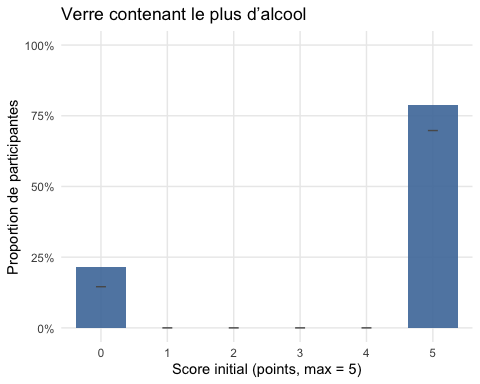 Verre contenant le plus d’alcool
100%
75%
50%
25%
0%
Proportion de participantes
0 1 2 3 4 5
Score initial (points, max = 5)